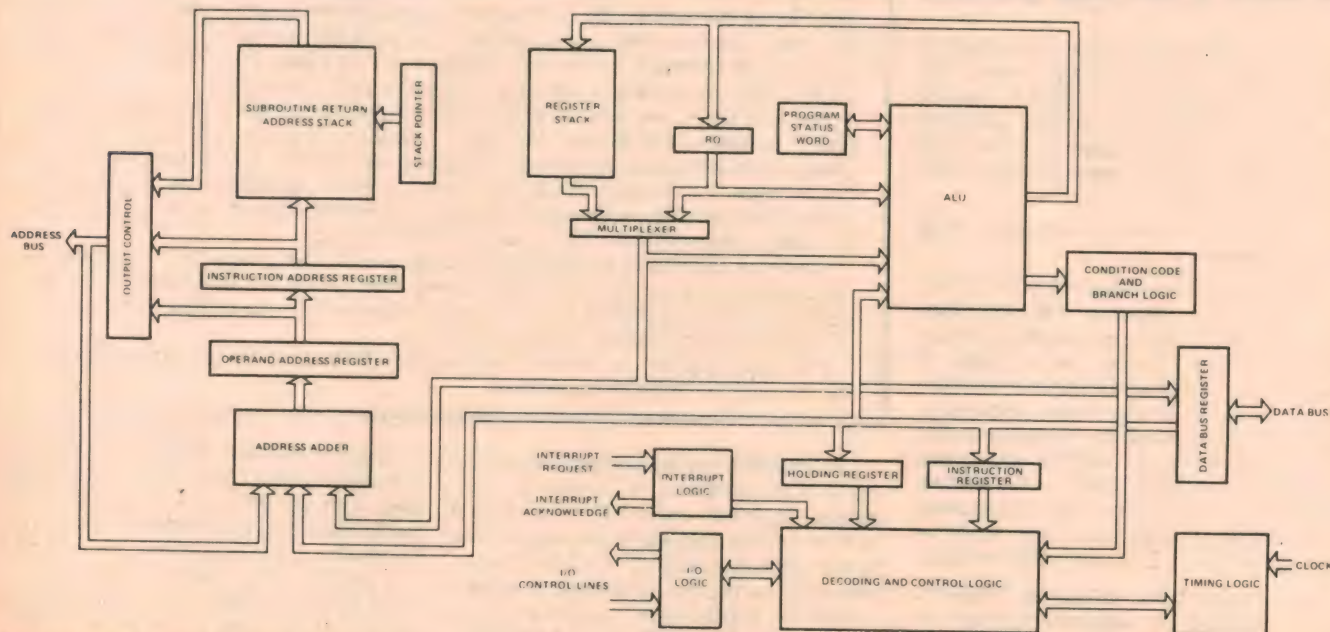 SUBROUTINE RETURN
ADDRESS STACK
STACK POINTER
REGISTER
STACK
RO
PROGRAM
STATUS
WORD
ALU
OUTPUT CONTROL
ADDRESS
BUS
MULTIPLEXER
INSTRUCTION ADDRESS REGISTER
CONDITION CODE
AND
BRANCH LOGIC
OPERAND ADDRESS REGISTER
DATA BUS REGISTER
DATA BUS
ADDRESS ADDER
INTERRUPT
REQUEST
INTERRUPT
LOGIC
HOLDING REGISTER
INSTRUCTION
REGISTER
INTERRUPT
ACKNOWLEDGE
I/O
CONTROL LINES
I/O
LOGIC
DECODING AND CONTROL LOGIC
TIMING LOGIC
CLOCK